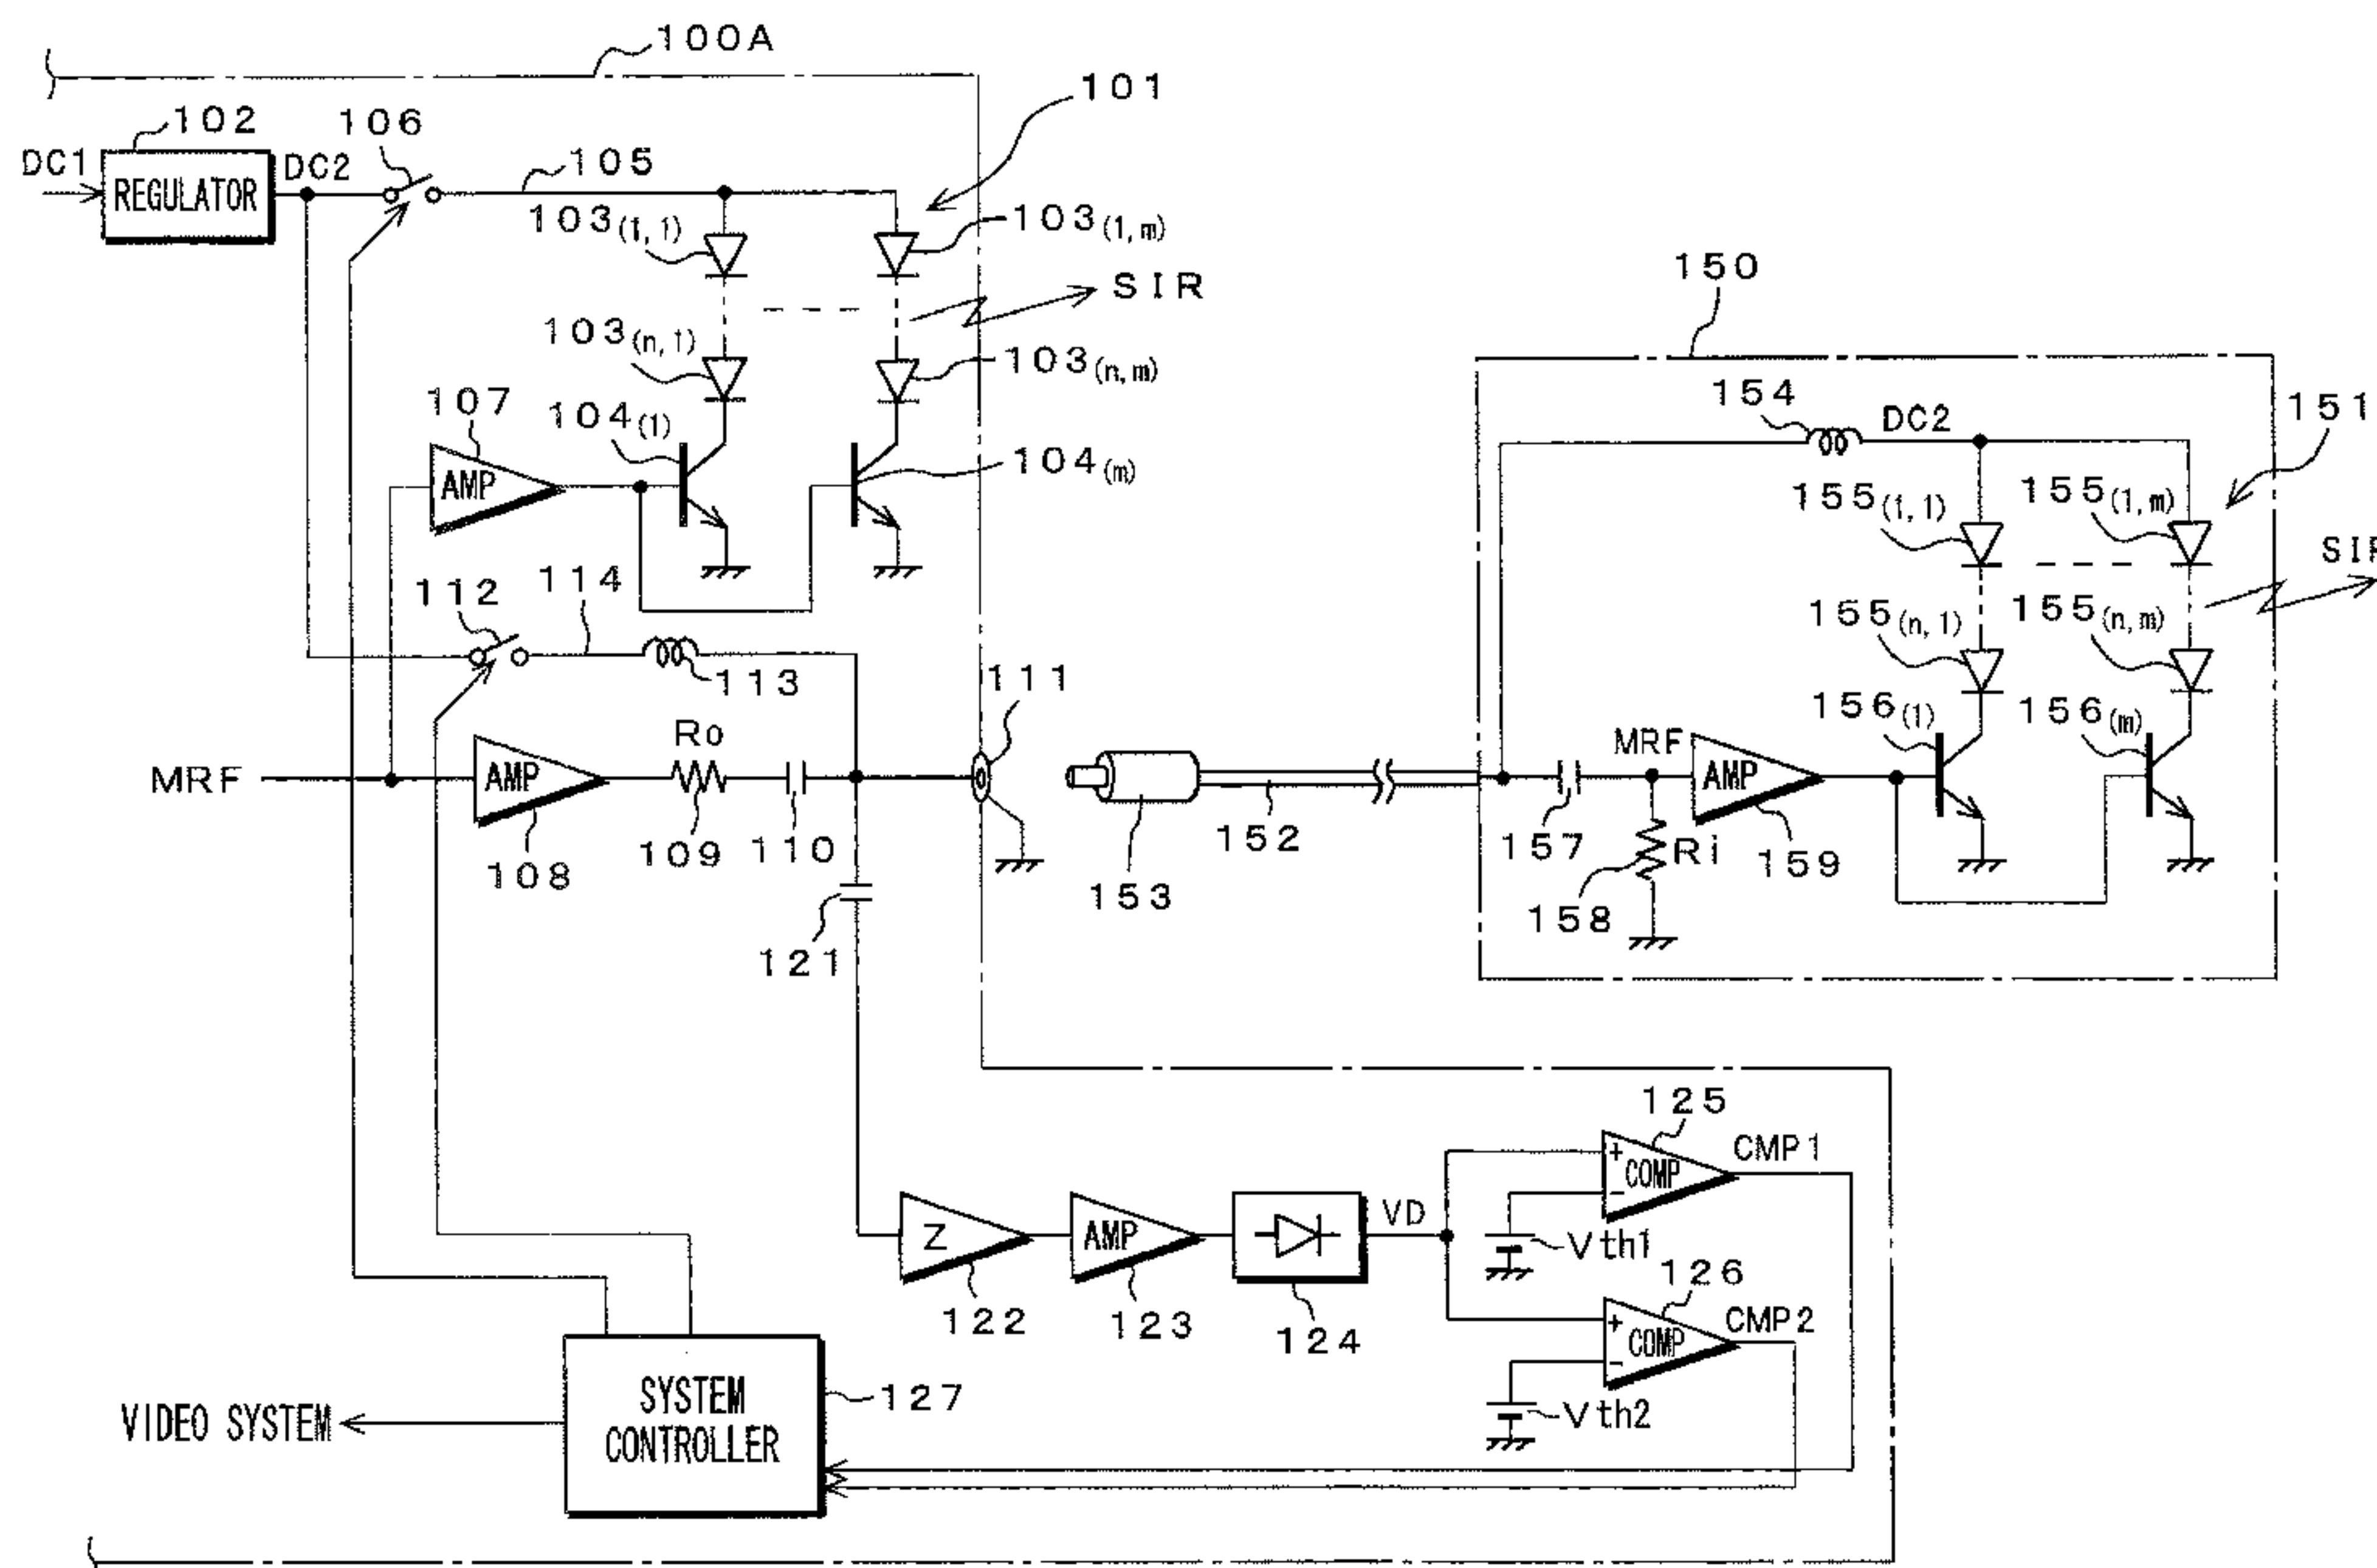 100A
101
102
106
DC1
REGULATOR
DC2
105
103(1,1)
103(1,m)
SIR
103(n,1)
103(n,m)
107
AMP
104(1)
104(m)
112
114
113
111
MRF
AMP
108
Ro
109
110
121
150
154
DC2
151
155(1,1)
155(1,m)
SIR
155(n,1)
155(n,m)
156(1)
156(m)
MRF
AMP
152
153
157
Ri
158
159
125
+
COMP
-
CMP1
Z
122
AMP
123
124
VD
Vth1
126
+
COMP
-
CMP2
Vth2
SYSTEM
CONTROLLER
127
VIDEO SYSTEM